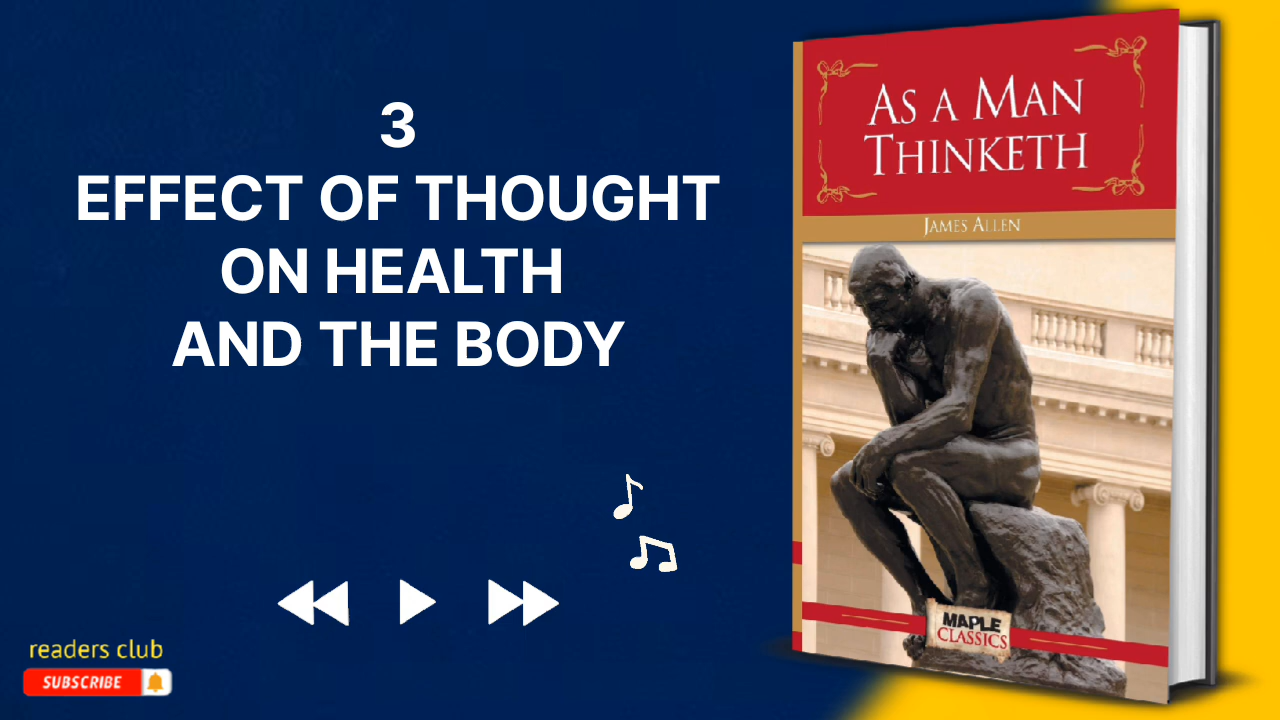 3
EFFECT OF THOUGHT
ON HEALTH
AND THE BODY
readers club
SUBSCRIBE
AS A MAN
THINKETH
JAMES ALLEN
MAPLE
CLASSICS